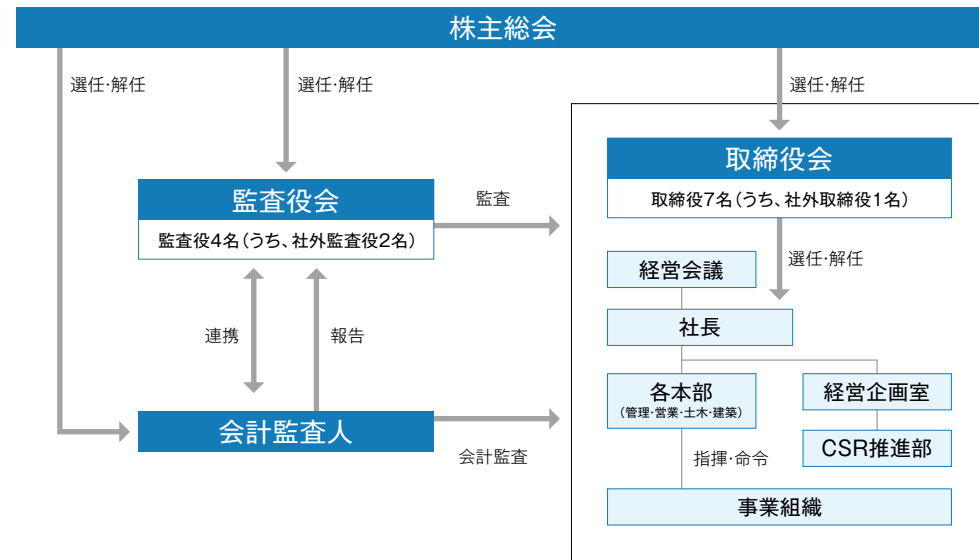 株主総会
選任・解任
選任・解任
選任・解任
取締役会
取締役7名(うち、社外取締役1名)
監査役会
監査役4名(うち、社外監査役2名)
監査
選任・解任
経営会議
社長
連携
報告
各本部
(管理・営業・土木・建築)
経営企画室
会計監査人
会計監査
CSR推進部
指揮・命令
事業組織